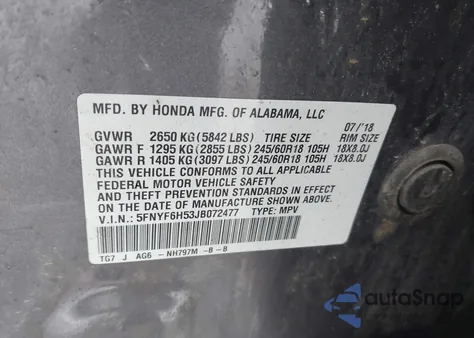 MFD. BY HONDA MFG. OF ALABAMA, LLC
07/'18
GVWR 2650 KG(5842 LBS) TIRE SIZE RIM SIZE
GAWR F 1295 KG(2855 LBS)245/60R18 105H 18X8.0J
GAWR R 1405 KG(3097 LBS)245/60R18 105H 18X8.0J
THIS VEHICLE CONFORMS TO ALL APPLICABLE
FEDERAL MOTOR VEHICLE SAFETY
AND THEFT PREVENTION STANDARDS IN EFFECT
ON THE DATE OF MANUFACTURE SHOWN ABOVE.
V.I.N: 5FNYF6H53JB072477 TYPE: MPV
TG7 J AG6 -NH797M -B-B
autoSnap